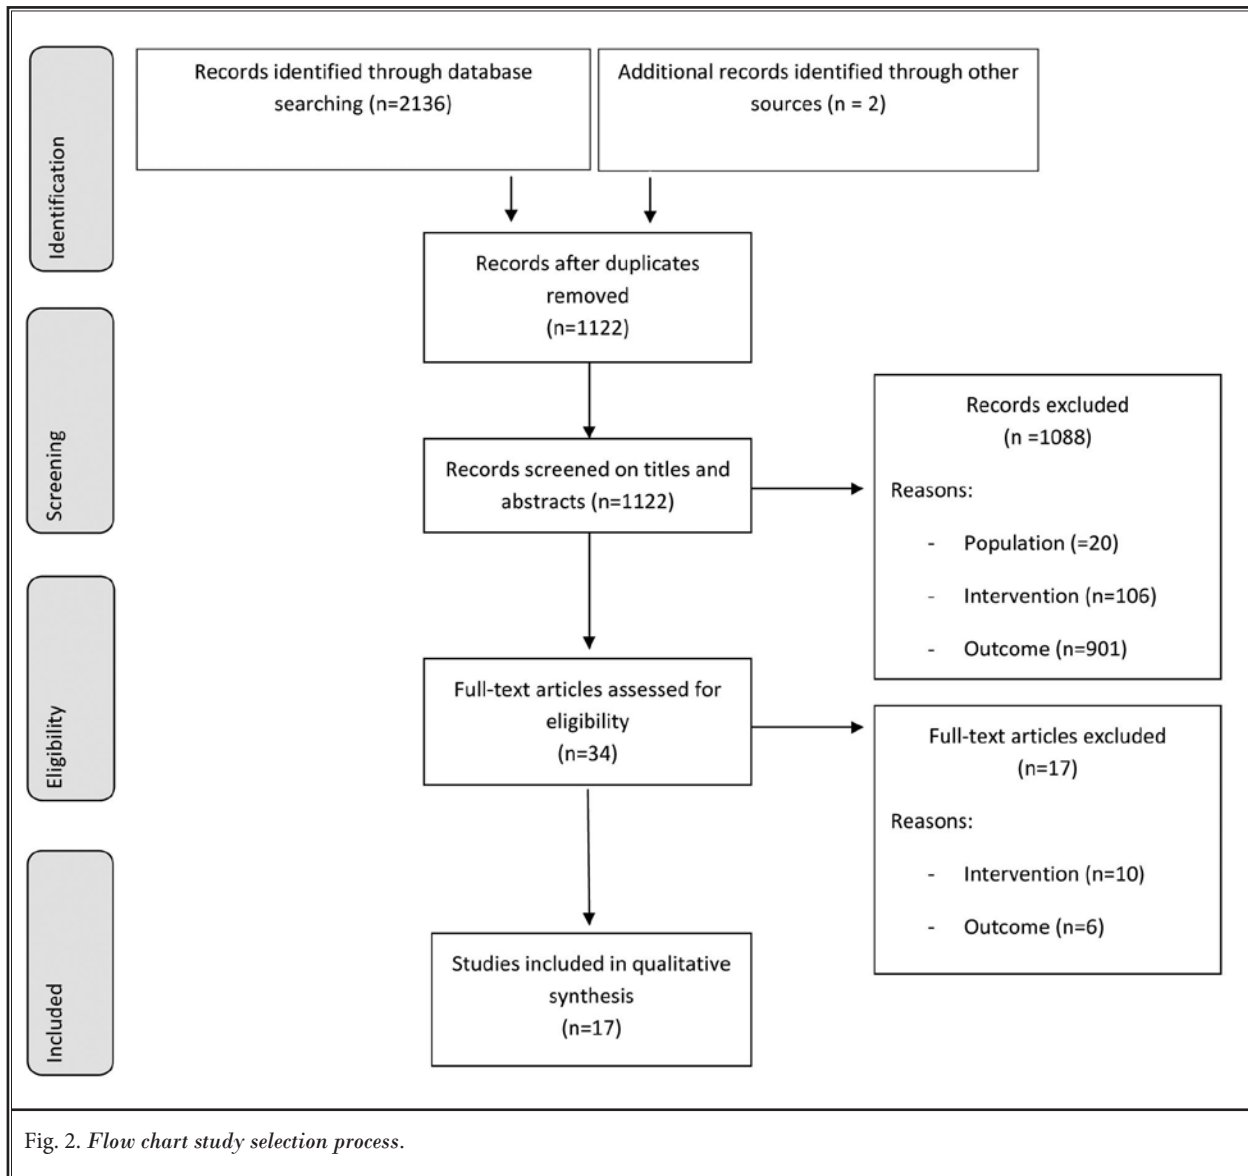 Identification
Records identified through database
searching (n=2136)
Additional records identified through other
sources (n = 2)
Records after duplicates
removed
(n=1122)
Screening
Records screened on titles and
abstracts (n=1122)
Records excluded
(n =1088)
Reasons:
- Population (=20)
- Intervention (n=106)
- Outcome (n=901)
Eligibility
Full-text articles assessed for
eligibility
(n=34)
Full-text articles excluded
(n=17)
Reasons:
- Intervention (n=10)
- Outcome (n=6)
Included
Studies included in qualitative
synthesis
(n=17)
Fig. 2. Flow chart study selection process.